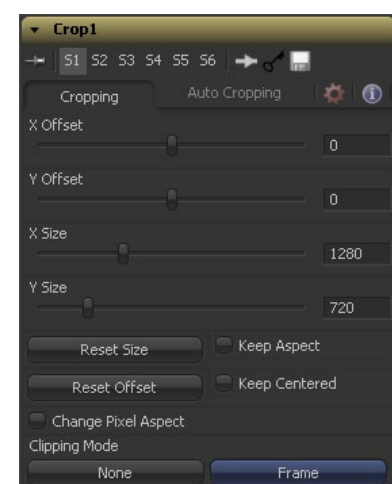 Crop1
S1 S2 S3 S4 S5 S6
Cropping Auto Cropping
X Offset
0
Y Offset
0
X Size
1280
Y Size
720
Reset Size Keep Aspect
Reset Offset Keep Centered
Change Pixel Aspect
Clipping Mode
None Frame